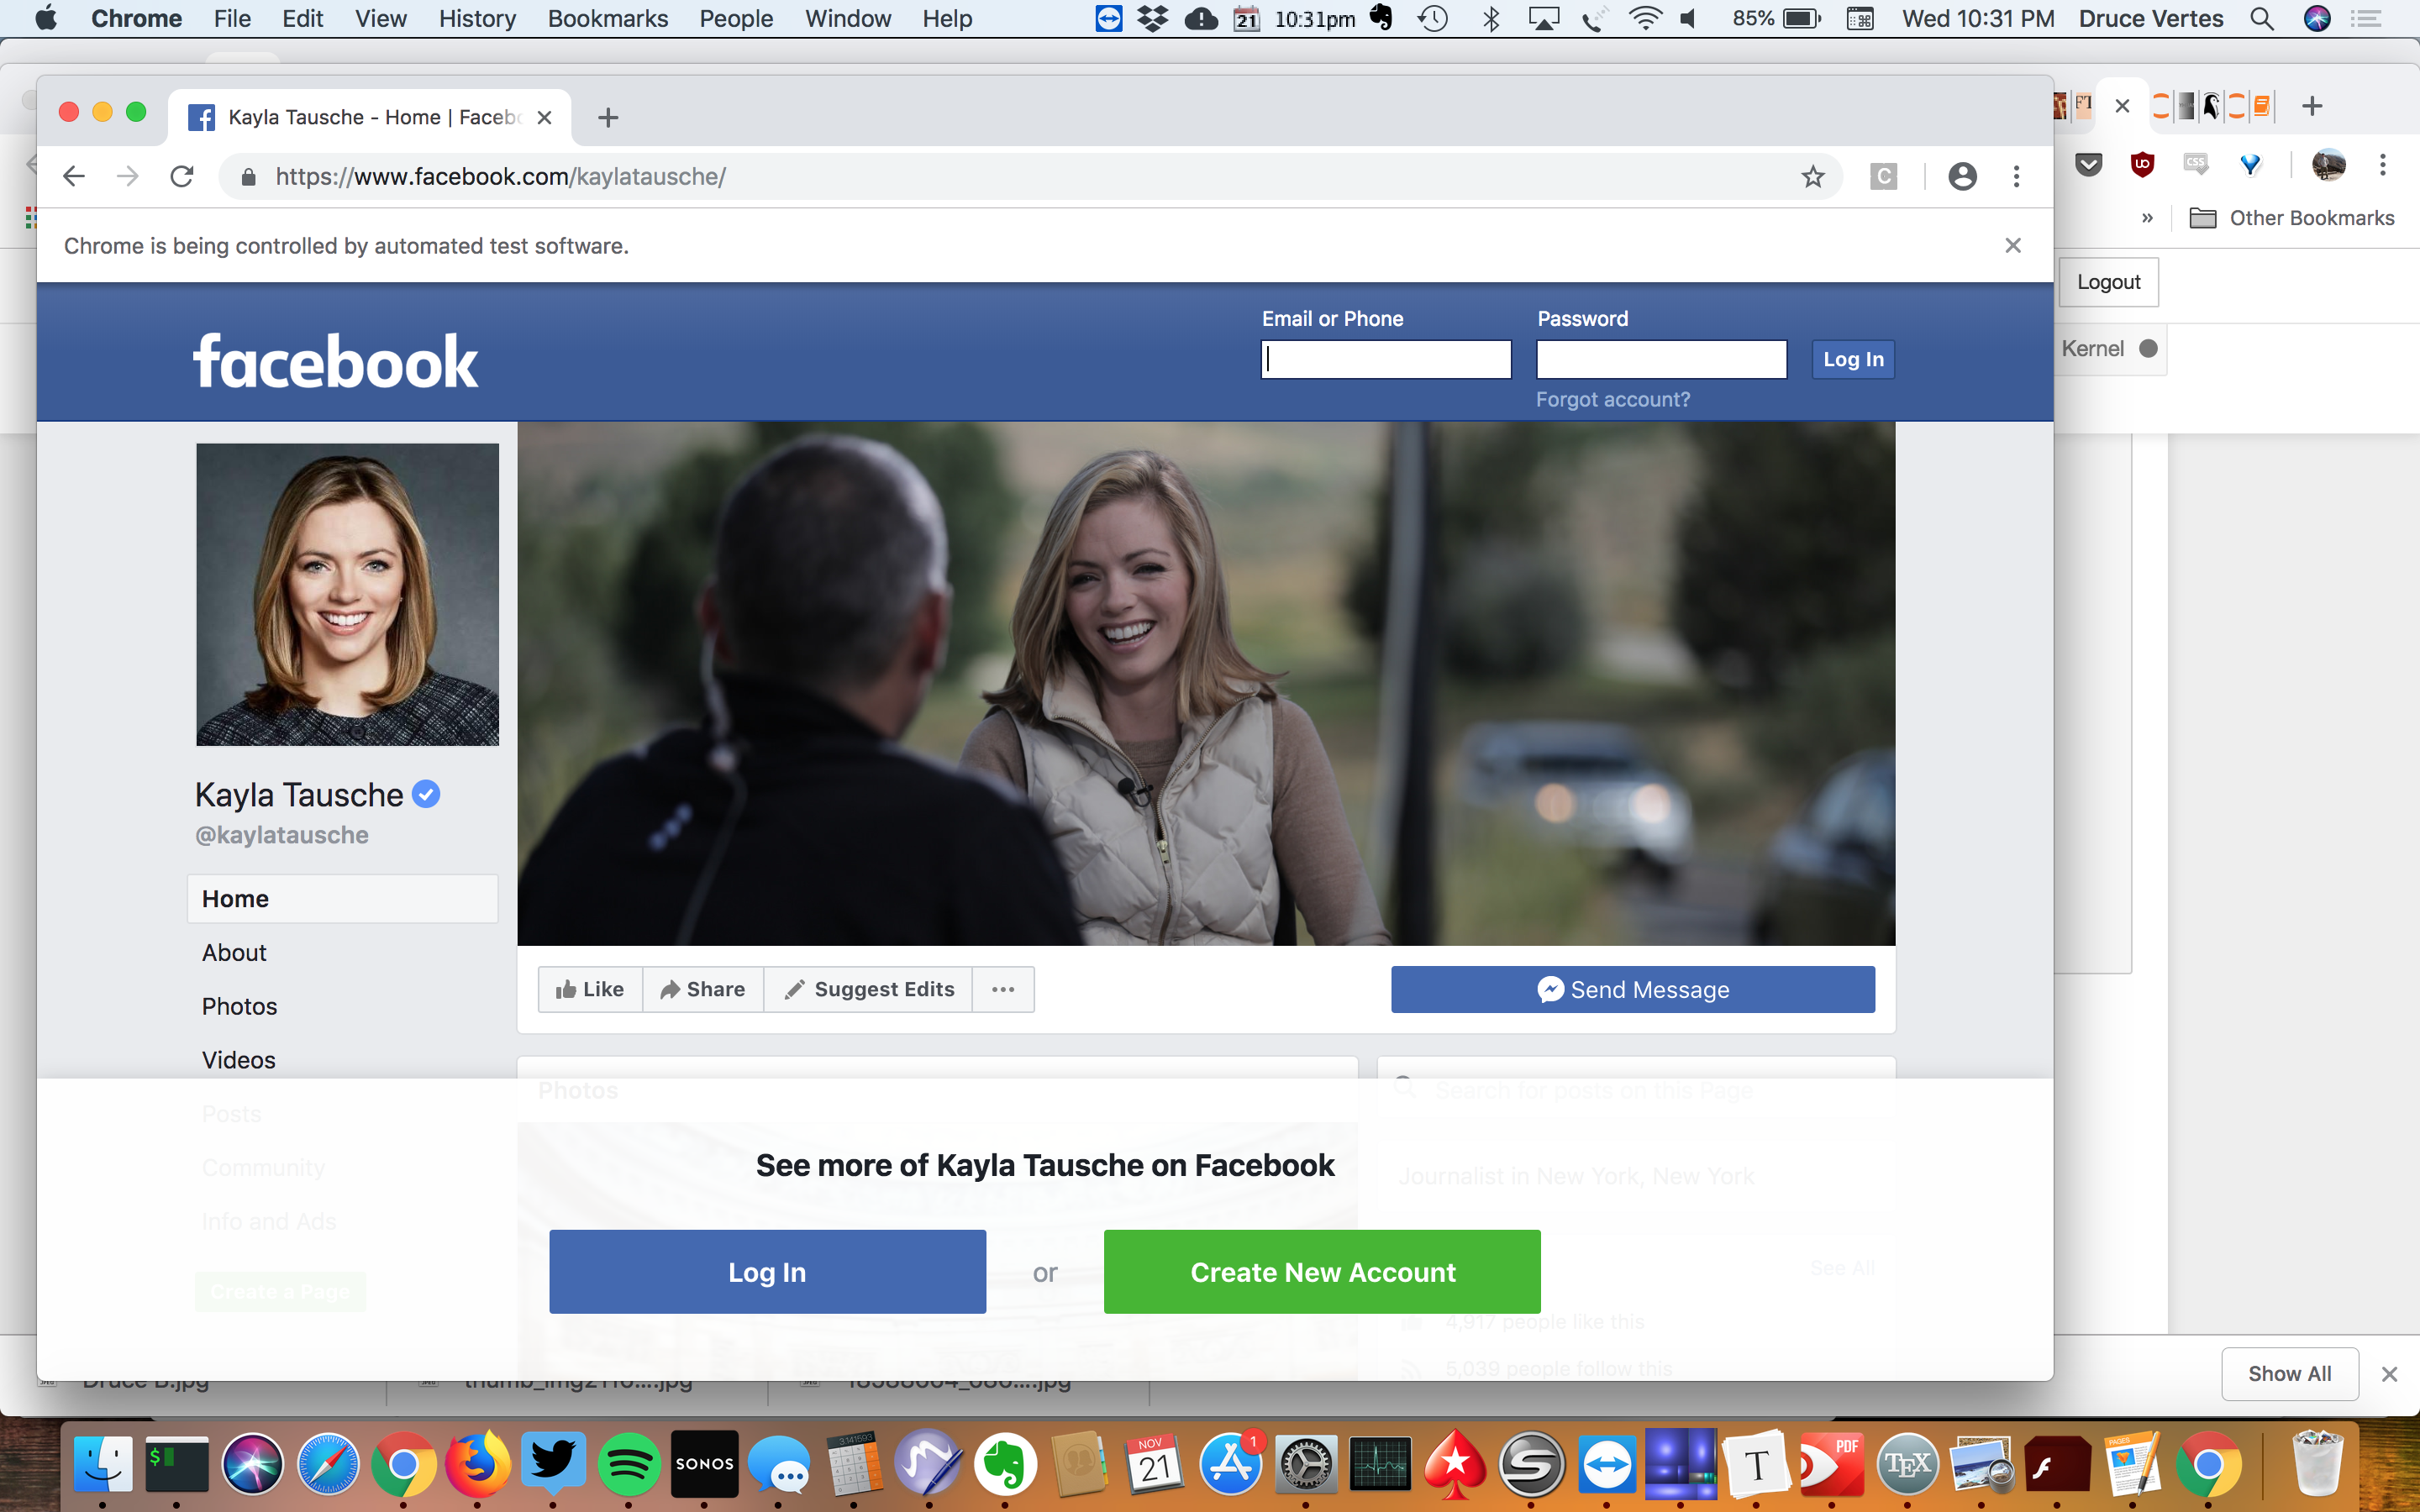 Chrome File Edit View History Bookmarks People Window Help 21 10:31pm 85% Wed 10:31 PM Druce Vertes
Kayla Tausche - Home | Facebo
FT
https://www.facebook.com/kaylatausche/
C
CSS
» Other Bookmarks
Chrome is being controlled by automated test software.
Logout
Kernel
facebook
Email or Phone
Password
Log In
Forgot account?
Kayla Tausche
@kaylatausche
Home
About
Photos
Videos
Posts
Community
Info and Ads
Create a Page
Like Share Suggest Edits
Send Message
Photos
Search for posts on this Page
Journalist in New York, New York
See more of Kayla Tausche on Facebook
Log In or Create New Account
See All
4,917 people like this
5,039 people follow this
Druce B.jpg
Show All
SONOS
3.141593
NOV
21
1
T
PDF
TEX
PAGES